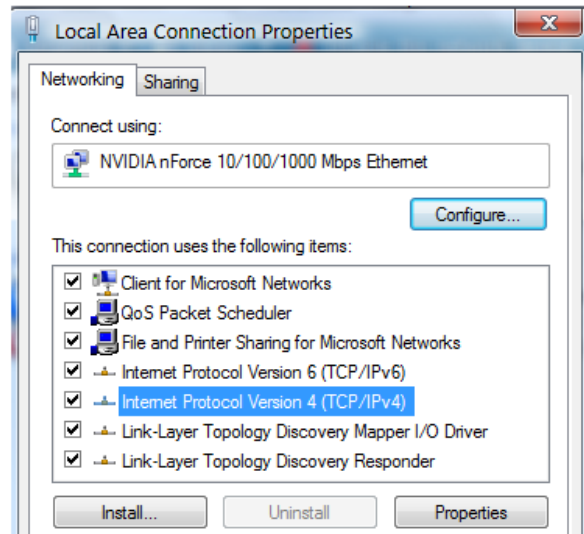 Local Area Connection Properties
Networking
Sharing
Connect using:
NVIDIA nForce 10/100/1000 Mbps Ethernet
Configure...
This connection uses the following items:
Client for Microsoft Networks
QoS Packet Scheduler
File and Printer Sharing for Microsoft Networks
Internet Protocol Version 6 (TCP/IPv6)
Internet Protocol Version 4 (TCP/IPv4)
Link-Layer Topology Discovery Mapper I/O Driver
Link-Layer Topology Discovery Responder
Install...
Uninstall
Properties